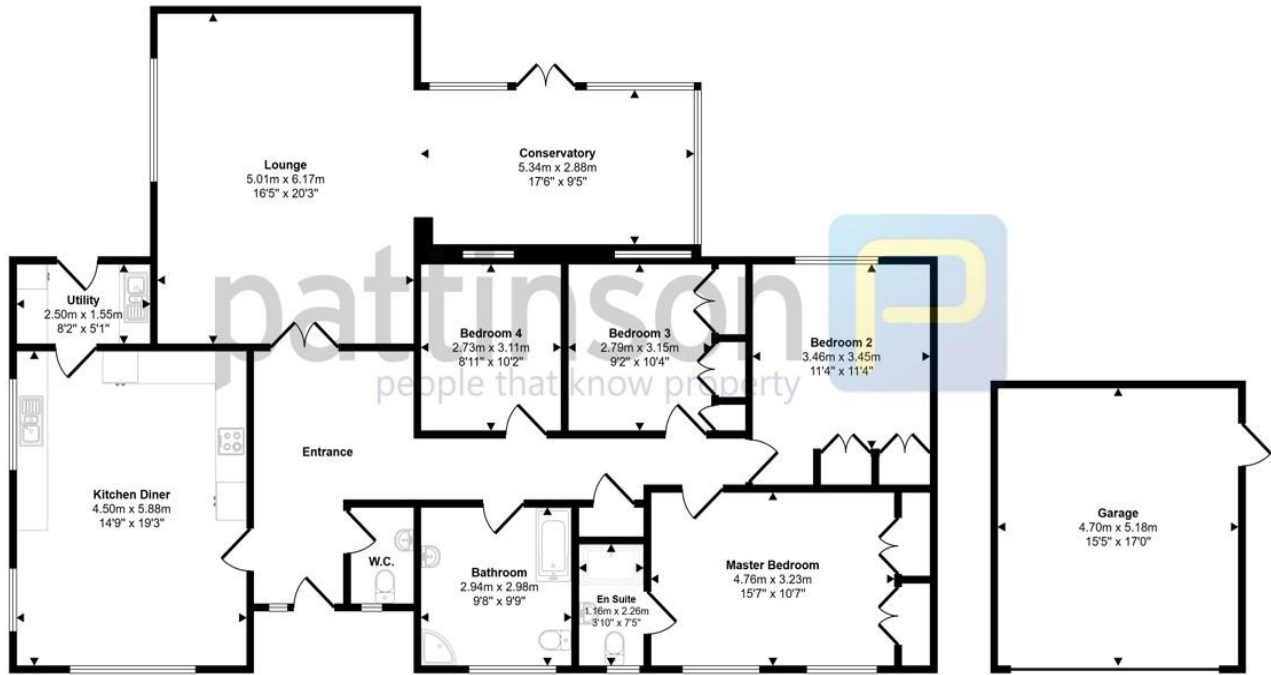 Lounge
5.01m x 6.17m
16'5" x 20'3"
Conservatory
5.34m x 2.88m
17'6" x 9'5"
pattinson
people that know property
Utility
2.50m x 1.55m
8'2" x 5'1"
Bedroom 4
2.73m x 3.11m
8'11" x 10'2"
Bedroom 3
2.79m x 3.15m
9'2" x 10'4"
Bedroom 2
3.46m x 3.45m
11'4" x 11'4"
Entrance
Kitchen Diner
4.50m x 5.88m
14'9" x 19'3"
W.C.
Bathroom
2.94m x 2.98m
9'8" x 9'9"
En Suite
1.16m x 2.26m
3'10" x 7'5"
Master Bedroom
4.76m x 3.23m
15'7" x 10'7"
Garage
4.70m x 5.18m
15'5" x 17'0"